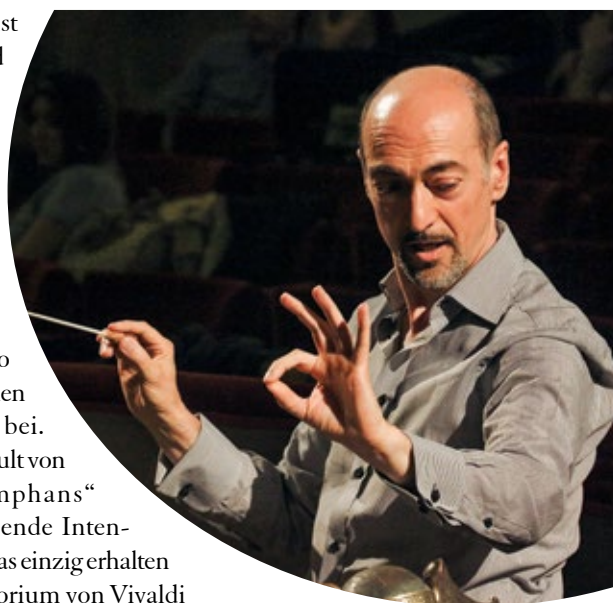 st
l
o
en
bei.
ult von
nphans“
ende Inten-
as einzig erhalten
orium von Vivaldi